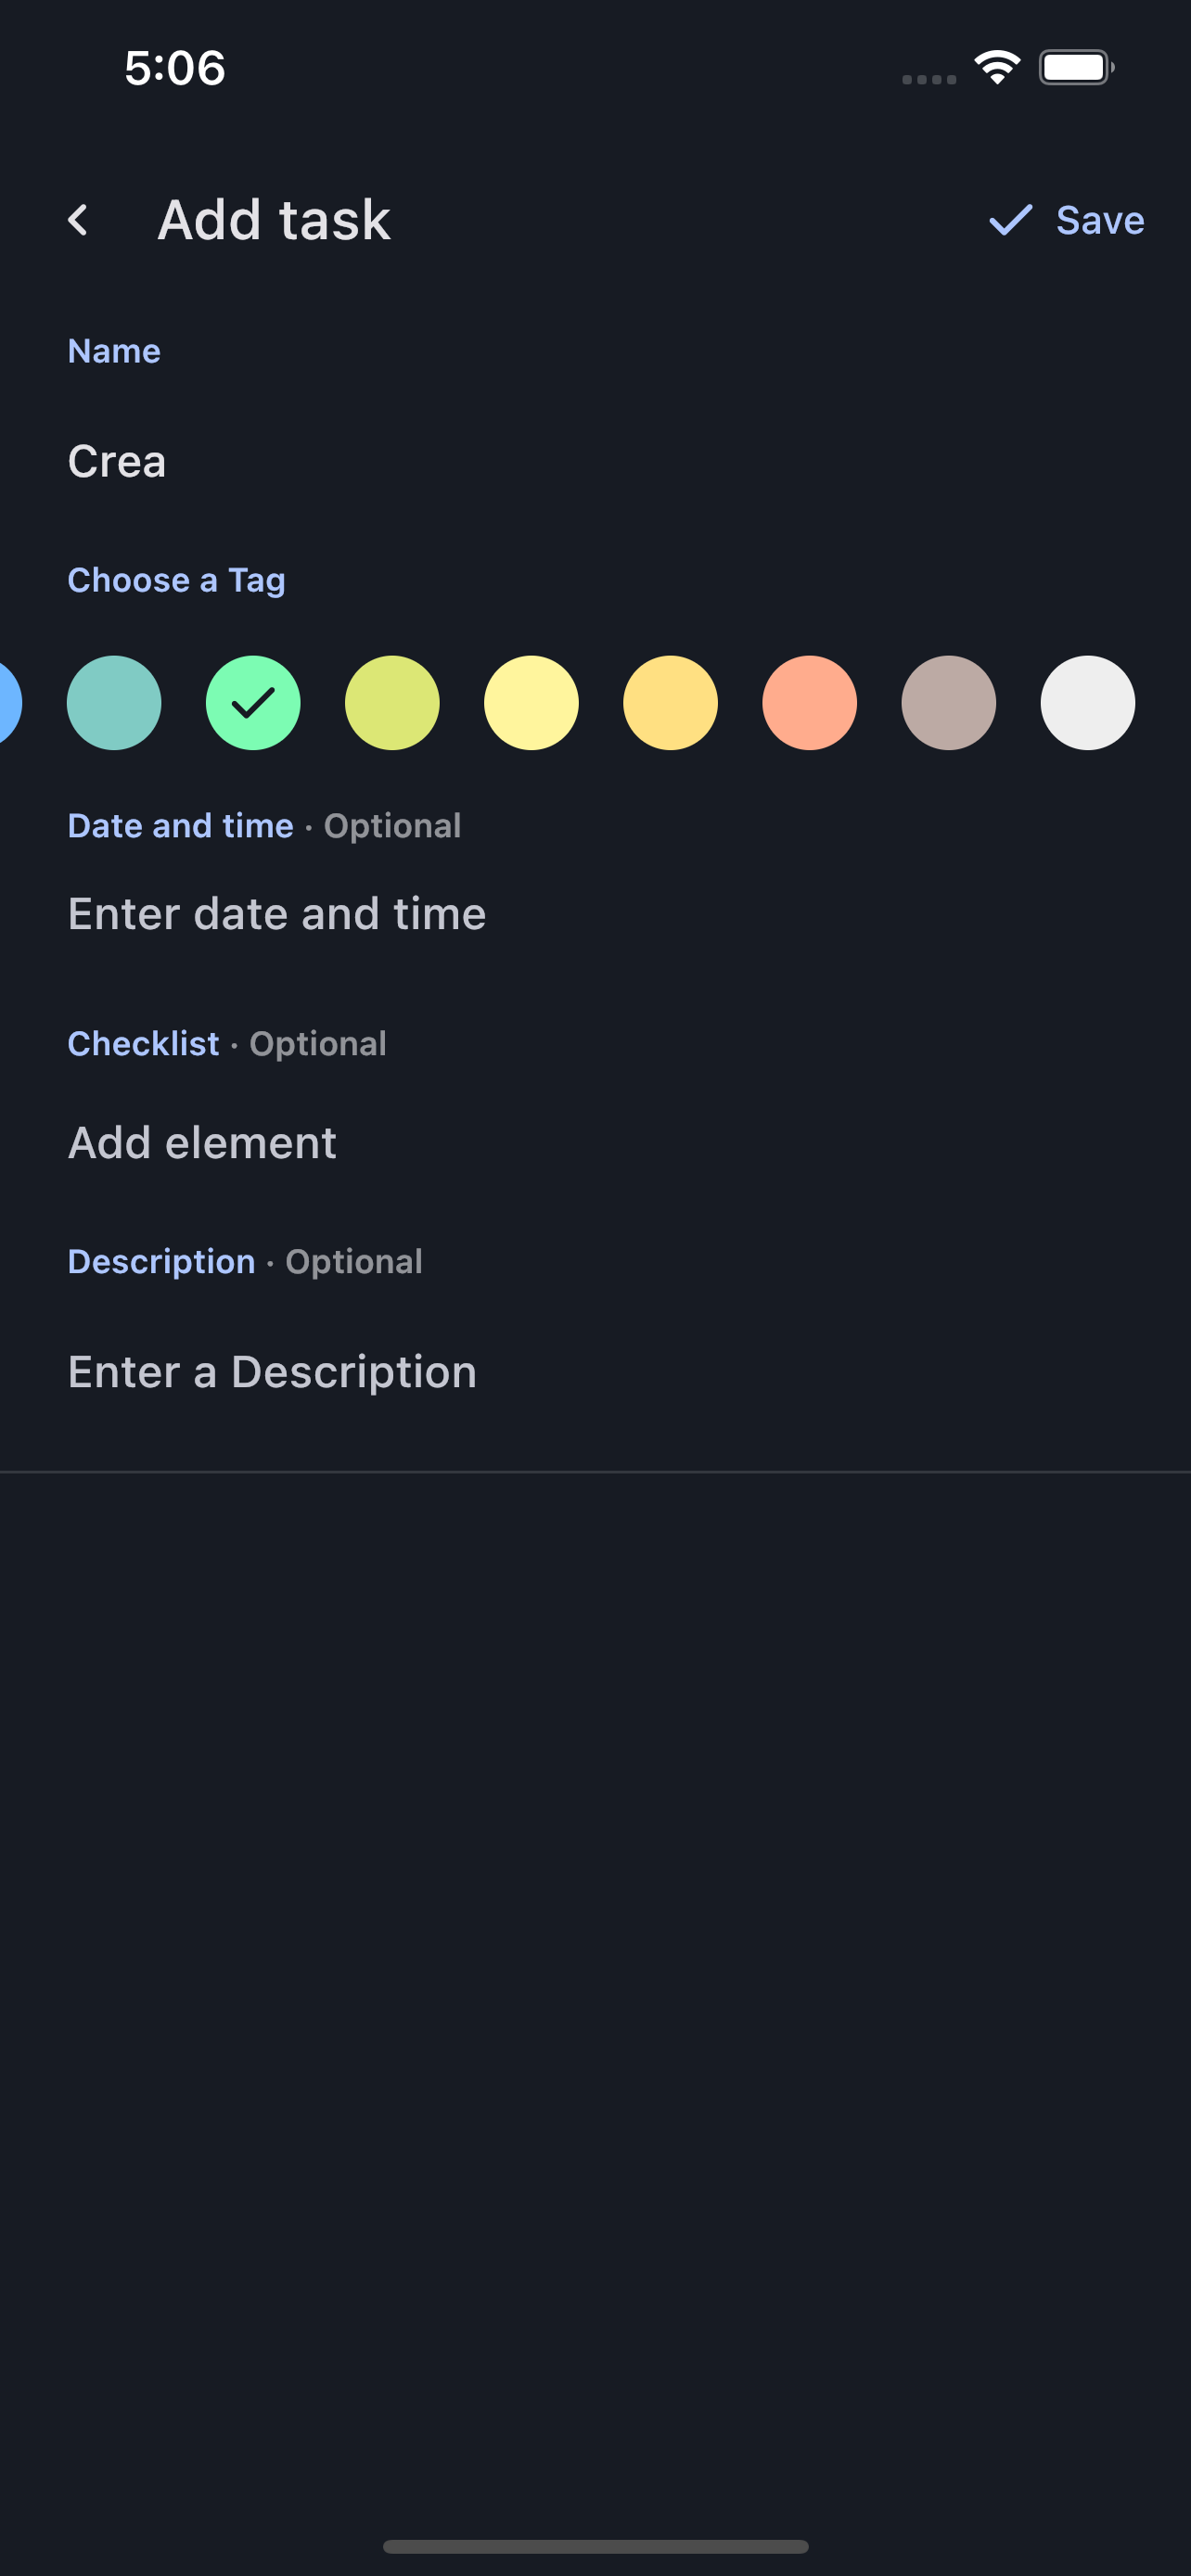 5:06
Add task
Save
Name
Crea
Choose a Tag
Date and time · Optional
Enter date and time
Checklist · Optional
Add element
Description · Optional
Enter a Description